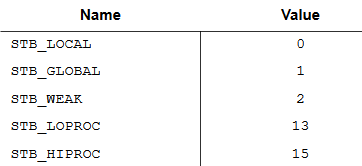 Name Value
STB_LOCAL 0
STB_GLOBAL 1
STB_WEAK 2
STB_LOPROC 13
STB_HIPROC 15